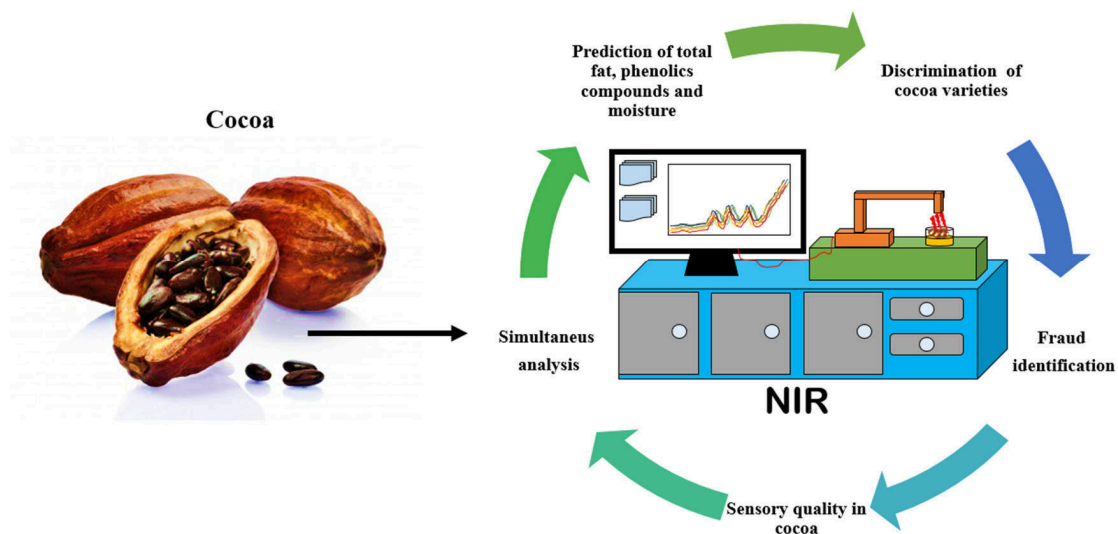 Cocoa
Prediction of total
fat, phenolics
compounds and
moisture
Discrimination of
cocoa varieties
Simultaneus
analysis
Fraud
identification
NIR
Sensory quality in
cocoa